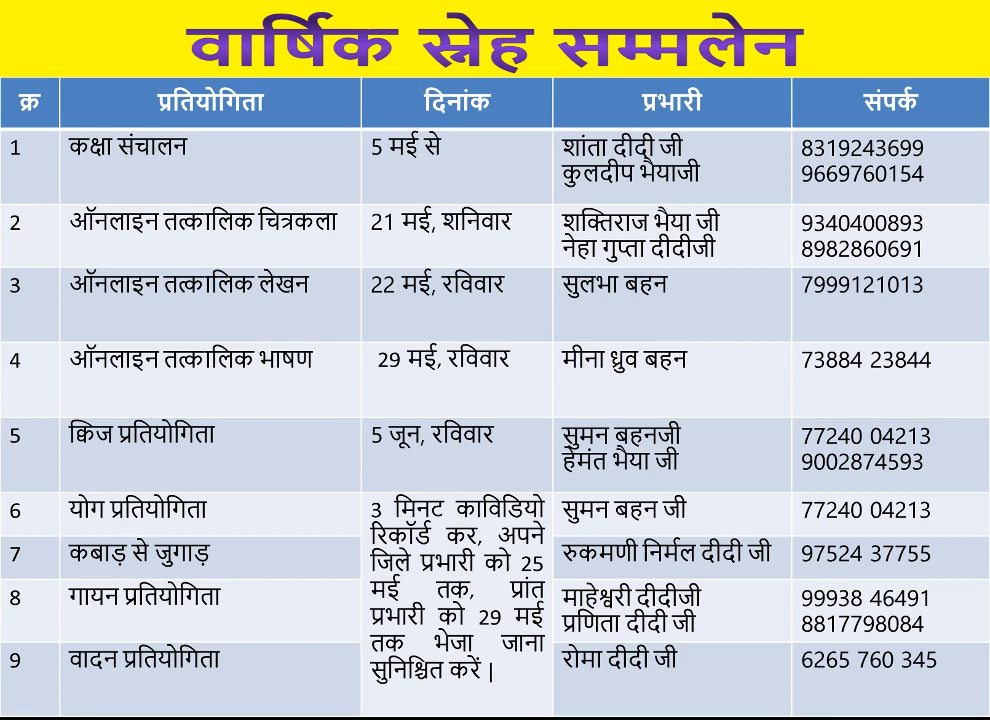 वार्षिक स्नेह सम्मलेन
क्र प्रतियोगिता दिनांक प्रभारी संपर्क
1 कक्षा संचालन 5 मई से शांता दीदी जी 8319243699
कुलदीप भैयाजी 9669760154
2 ऑनलाइन तत्कालिक चित्रकला 21 मई, शनिवार शक्तिराज भैया जी 9340400893
नेहा गुप्ता दीदीजी 8982860691
3 ऑनलाइन तत्कालिक लेखन 22 मई, रविवार सुलभा बहन 7999121013
4 ऑनलाइन तत्कालिक भाषण 29 मई, रविवार मीना ध्रुव बहन 73884 23844
5 क्विज प्रतियोगिता 5 जून, रविवार सुमन बहनजी 77240 04213
हेमंत भैया जी 9002874593
6 योग प्रतियोगिता 3 मिनट काविडियो सुमन बहन जी 77240 04213
रिकॉर्ड कर, अपने
7 कबाड़ से जुगाड़ जिले प्रभारी को 25 रुकमणी निर्मल दीदी जी 97524 37755
मई तक, प्रांत
8 गायन प्रतियोगिता प्रभारी को 29 मई माहेश्वरी दीदीजी 99938 46491
प्रणिता दीदी जी 8817798084
तक भेजा जाना
9 वादन प्रतियोगिता सुनिश्चित करें | रोमा दीदी जी 6265 760 345